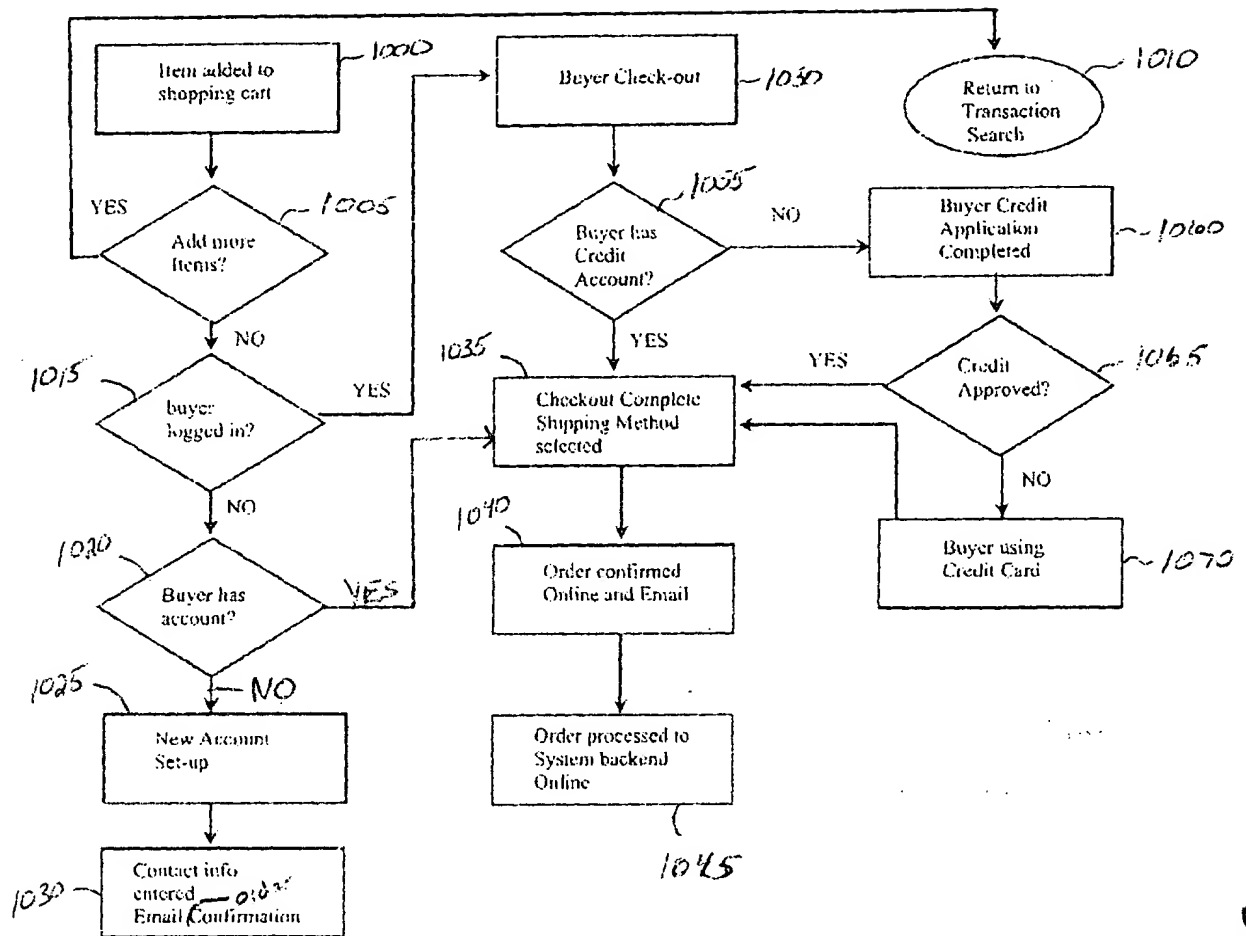 Item added to
shopping cart
1000
Buyer Check-out
1050
Return to
Transaction
Search
1010
YES
Add more
Items?
1005
Buyer has
Credit
Account?
1055
NO
Buyer Credit
Application
Completed
1060
NO
YES
1035
1015
buyer
logged in?
YES
Checkout Complete
Shipping Method
selected
YES
Credit
Approved?
1065
NO
NO
1020
Buyer has
account?
YES
1040
Order confirmed
Online and Email
Buyer using
Credit Card
1070
NO
1025
New Account
Set-up
Order processed to
System backend
Online
1045
1030
Contact info
entered
Email Confirmation